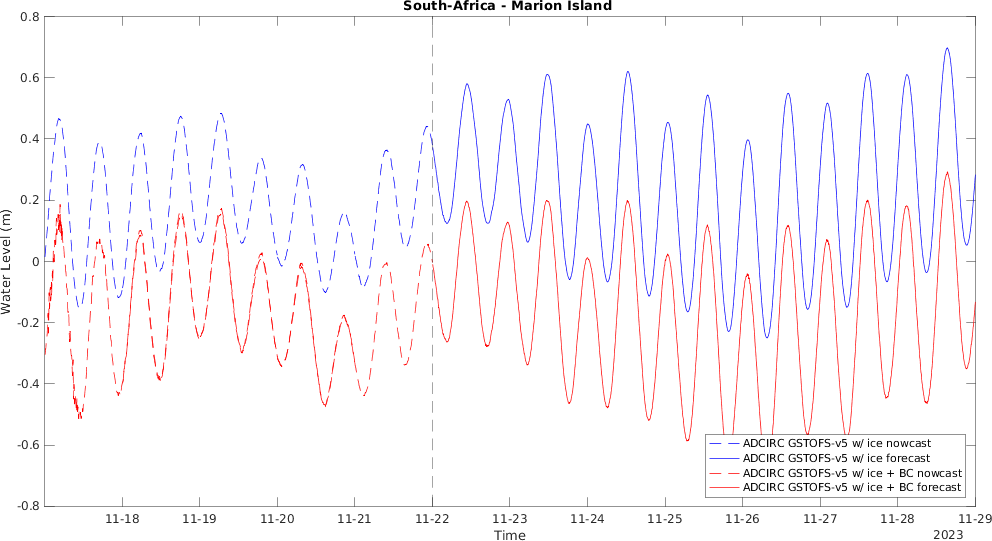 South-Africa - Marion Island
Water Level (m)
0.8
0.6
0.4
0.2
0
-0.2
-0.4
-0.6
-0.8
ADCIRC GSTOFS-v5 w/ ice nowcast
ADCIRC GSTOFS-v5 w/ ice forecast
ADCIRC GSTOFS-v5 w/ ice + BC nowcast
ADCIRC GSTOFS-v5 w/ ice + BC forecast
11-18 11-19 11-20 11-21 11-22 11-23 11-24 11-25 11-26 11-27 11-28 11-29
Time
2023